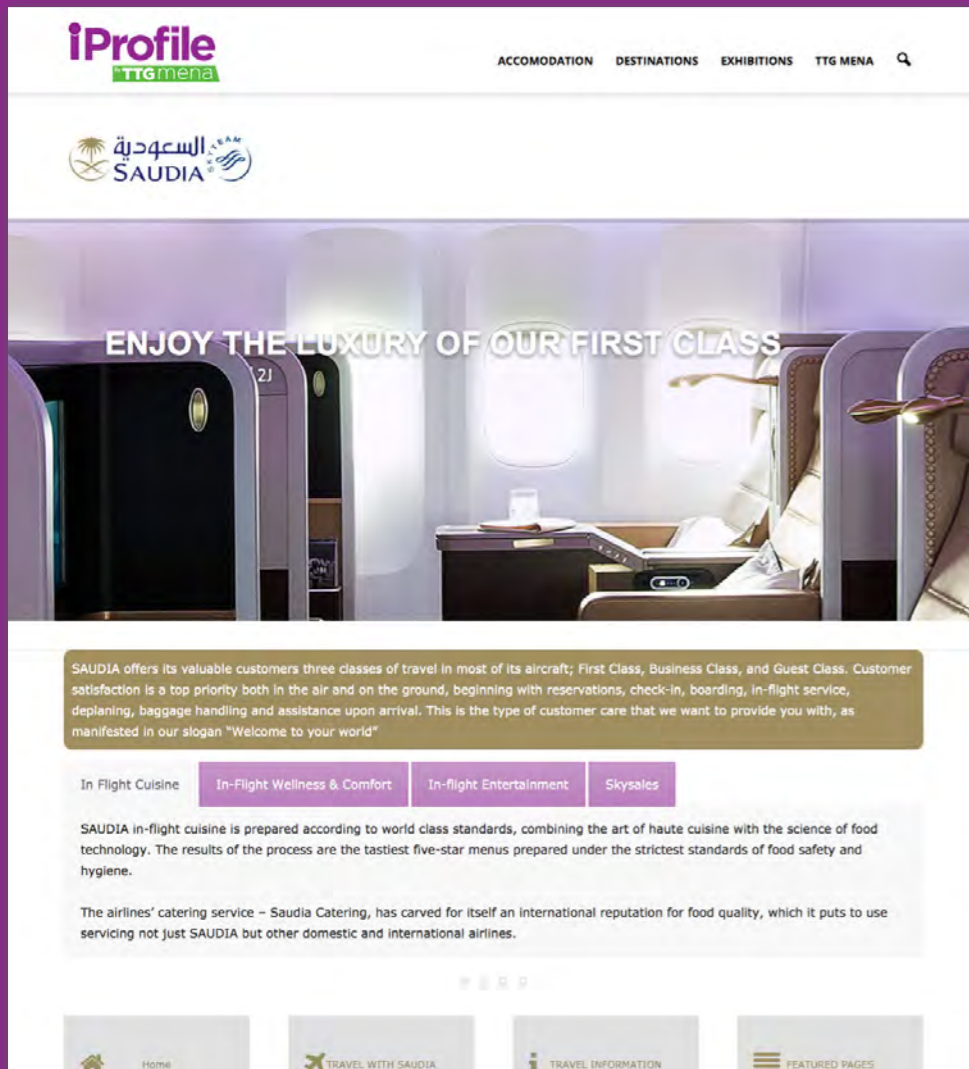 iProfile
by TTGmena
ACCOMODATION DESTINATIONS EXHIBITIONS TTG MENA
السعودية
SAUDIA
SKYTEAM
ENJOY THE LUXURY OF OUR FIRST CLASS
2J
SAUDIA offers its valuable customers three classes of travel in most of its aircraft; First Class, Business Class, and Guest Class. Customer
satisfaction is a top priority both in the air and on the ground, beginning with reservations, check-in, boarding, in-flight service,
deplaning, baggage handling and assistance upon arrival. This is the type of customer care that we want to provide you with, as
manifested in our slogan “Welcome to your world”
In Flight Cuisine In-Flight Wellness & Comfort In-flight Entertainment Skysales
SAUDIA in-flight cuisine is prepared according to world class standards, combining the art of haute cuisine with the science of food
technology. The results of the process are the tastiest five-star menus prepared under the strictest standards of food safety and
hygiene.
The airlines’ catering service – Saudia Catering, has carved for itself an international reputation for food quality, which it puts to use
servicing not just SAUDIA but other domestic and international airlines.
Home TRAVEL WITH SAUDIA TRAVEL INFORMATION FEATURED PAGES